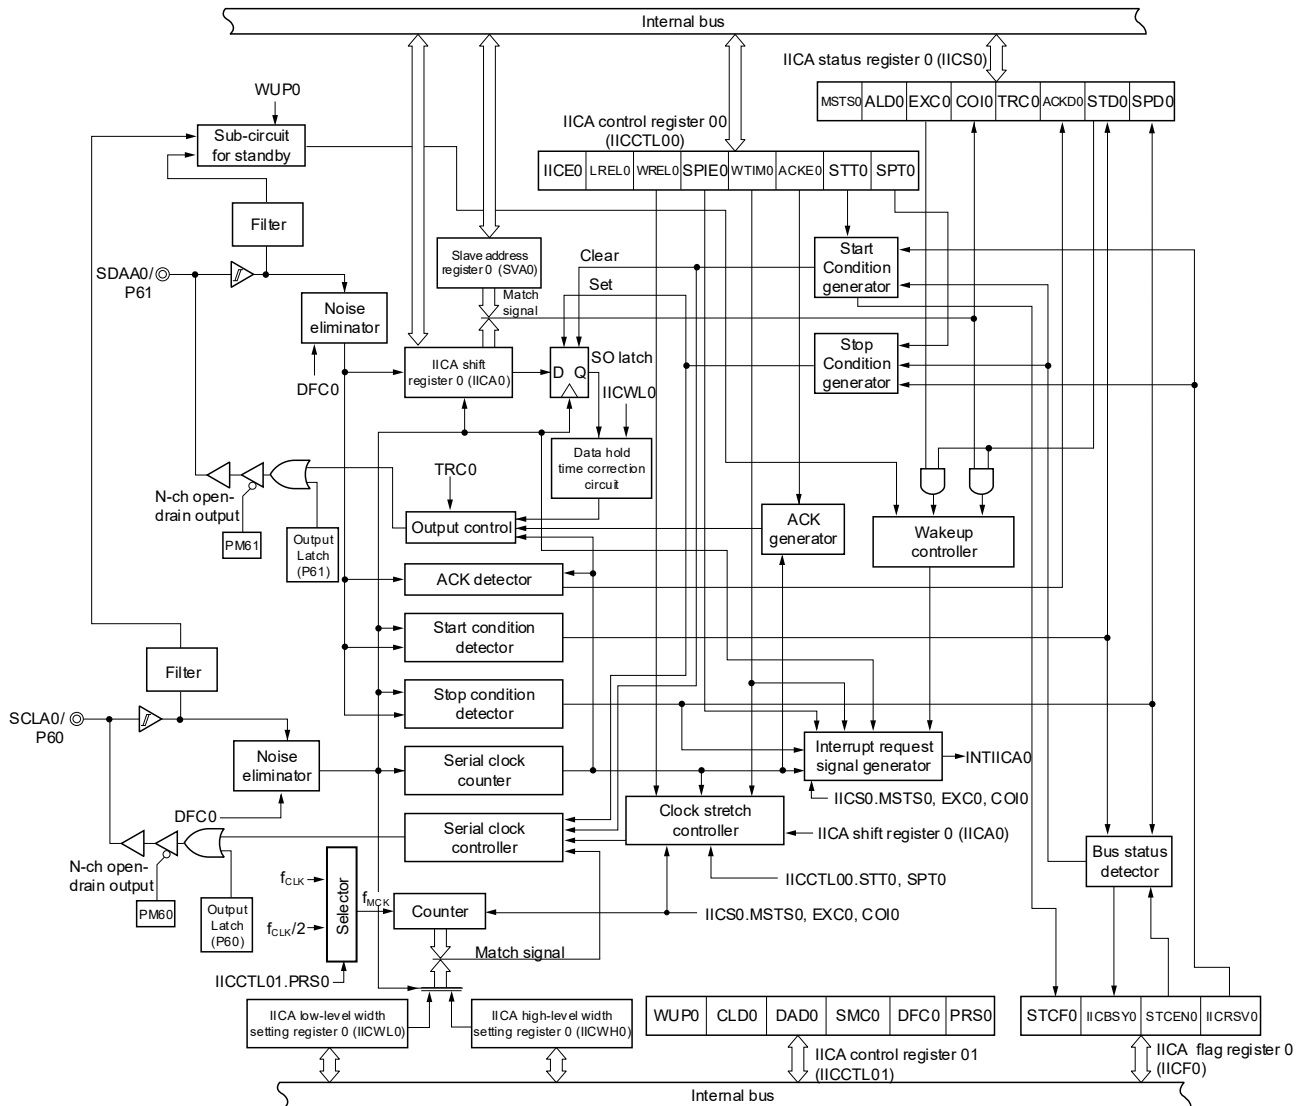 Internal bus
IICA status register 0 (IICS0)
MSTS0 ALD0 EXC0 COI0 TRC0 ACKD0 STD0 SPD0
WUP0
Sub-circuit
for standby
IICA control register 00
(IICCTL00)
IICE0 LREL0 WREL0 SPIE0 WTIM0 ACKE0 STT0 SPT0
Filter
Slave address
register 0 (SVA0)
Clear
Start
Condition
generator
SDAA0/
P61
Set
Match
signal
Noise
eliminator
Stop
Condition
generator
DFC0
IICA shift
register 0 (IICA0)
SO latch
D Q
IICWL0
Data hold
time correction
circuit
TRC0
N-ch open-
drain output
PM61
Output
Latch
(P61)
Output control
ACK
generator
Wakeup
controller
ACK detector
Start condition
detector
Filter
Stop condition
detector
SCLA0/
P60
Noise
eliminator
Serial clock
counter
Interrupt request
signal generator
INTIICA0
IICS0.MSTS0, EXC0, COI0
DFC0
Clock stretch
controller
IICA shift register 0 (IICA0)
Serial clock
controller
N-ch open-
drain output
PM60
Output
Latch
(P60)
Bus status
detector
IICCTL00.STT0, SPT0
fCLK
fCLK/2
Selector
fMCK
Counter
IICS0.MSTS0, EXC0, COI0
Match signal
IICCTL01.PRS0
IICA low-level width
setting register 0 (IICWL0)
IICA high-level width
setting register 0 (IICWH0)
WUP0 CLD0 DAD0 SMC0 DFC0 PRS0
STCF0 IICBSY0 STCEN0 IICRSV0
IICA control register 01
(IICCTL01)
IICA flag register 0
(IICF0)
Internal bus